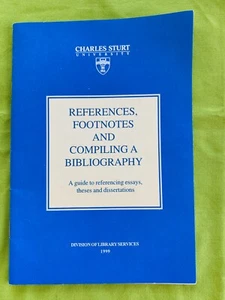 CHARLES STURT
UNIVERSITY
REFERENCES,
FOOTNOTES
AND
COMPILING A
BIBLIOGRAPHY
A guide to referencing essays,
theses and dissertations
DIVISION OF LIBRARY SERVICES